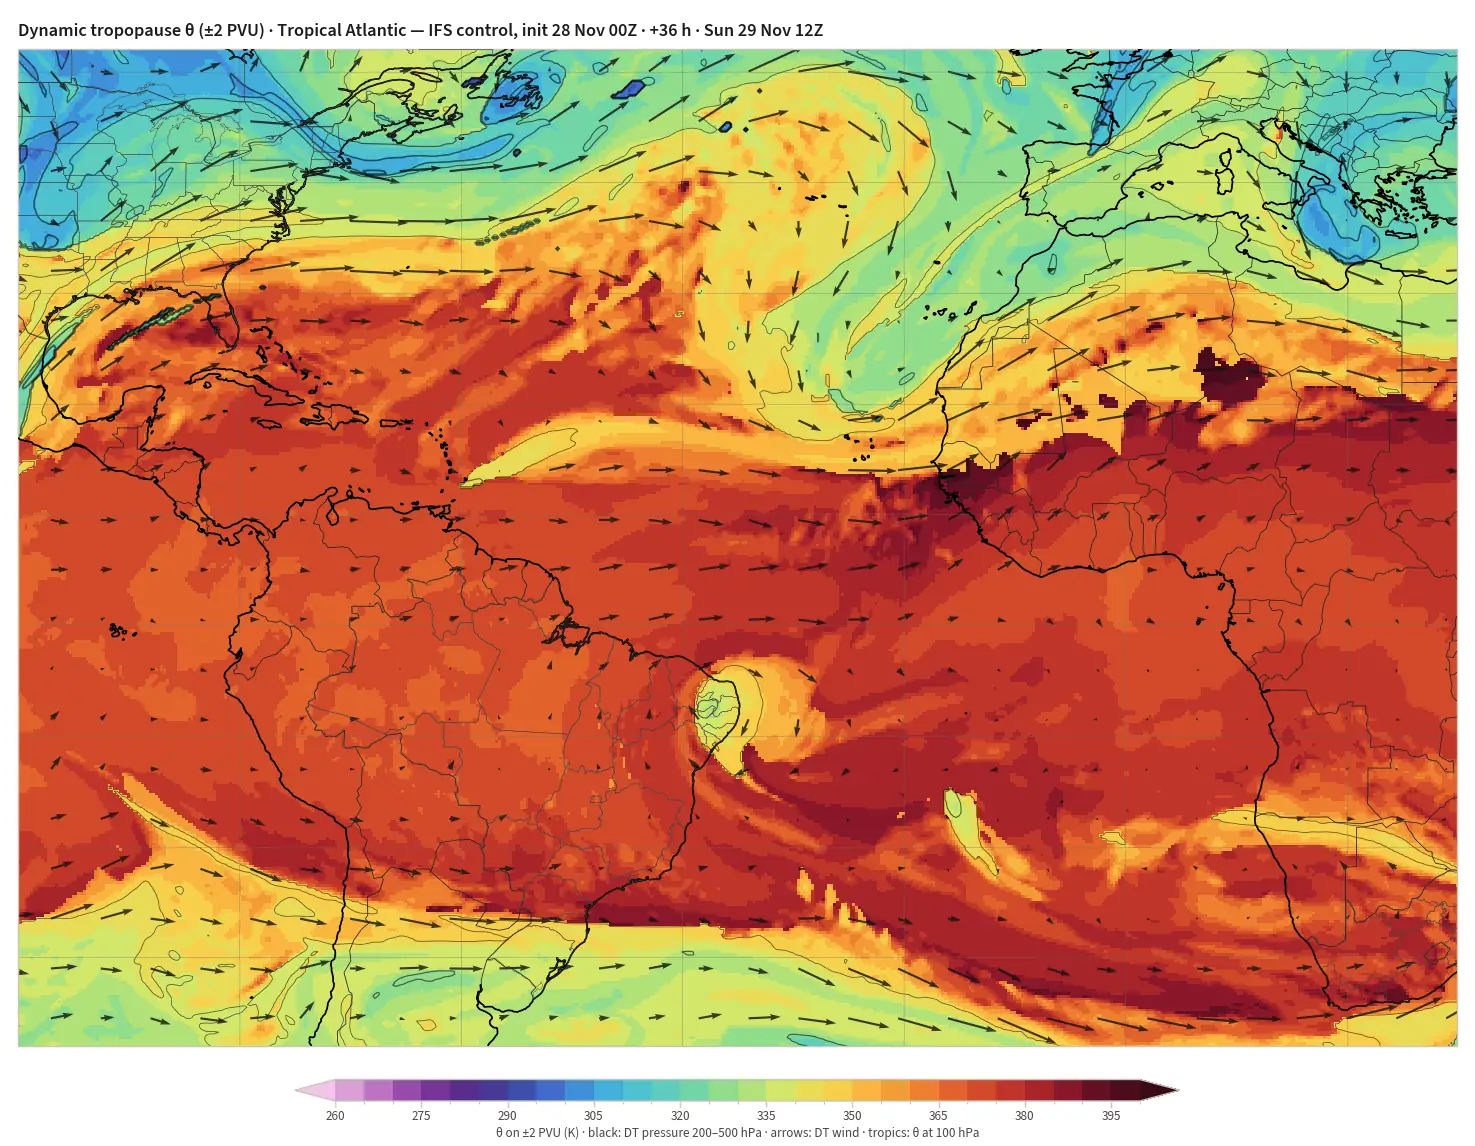 Dynamic tropopause θ (±2 PVU) · Tropical Atlantic — IFS control, init 28 Nov 00Z · +36 h · Sun 29 Nov 12Z
260 275 290 305 320 335 350 365 380 395
θ on ±2 PVU (K) · black: DT pressure 200–500 hPa · arrows: DT wind · tropics: θ at 100 hPa